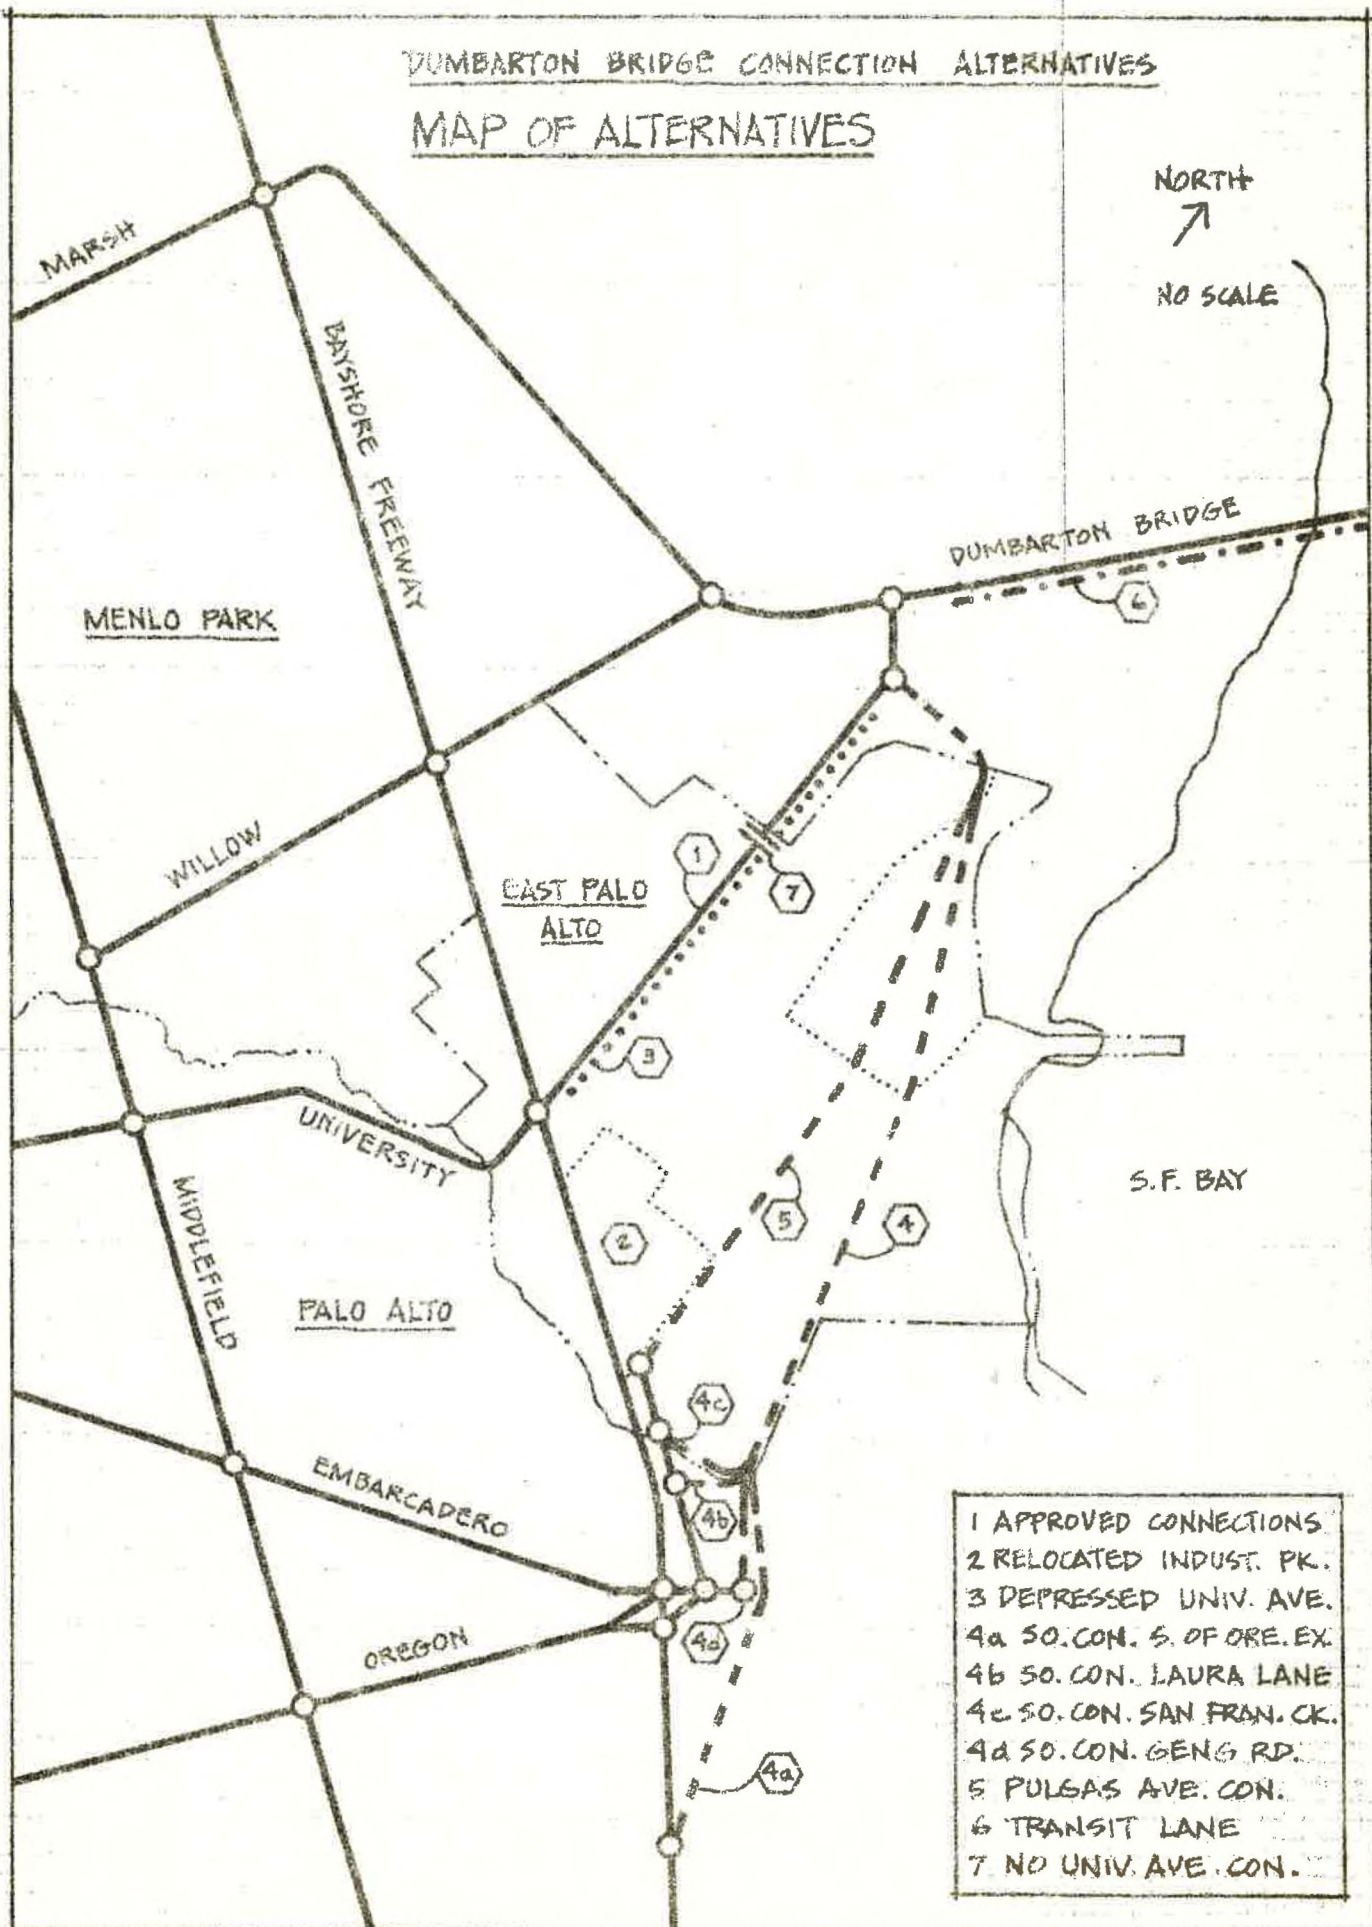 DUMBARTON BRIDGE CONNECTION ALTERNATIVES
MAP OF ALTERNATIVES
NORTH
NO SCALE
MARSH
BAYSHORE FREEWAY
DUMBARTON BRIDGE
6
MENLO PARK
WILLOW
1
7
EAST PALO
ALTO
3
UNIVERSITY
MIDDLEFIELD
S.F. BAY
5
4
2
PALO ALTO
4c
EMBARCADERO
4b
OREGON
4d
4a
1 APPROVED CONNECTIONS
2 RELOCATED INDUST. PK.
3 DEPRESSED UNIV. AVE.
4a SO. CON. S. OF ORE. EX.
4b SO. CON. LAURA LANE
4c SO. CON. SAN FRAN. CK.
4d SO. CON. GENG RD.
5 PULGAS AVE. CON.
6 TRANSIT LANE
7 NO UNIV. AVE. CON.